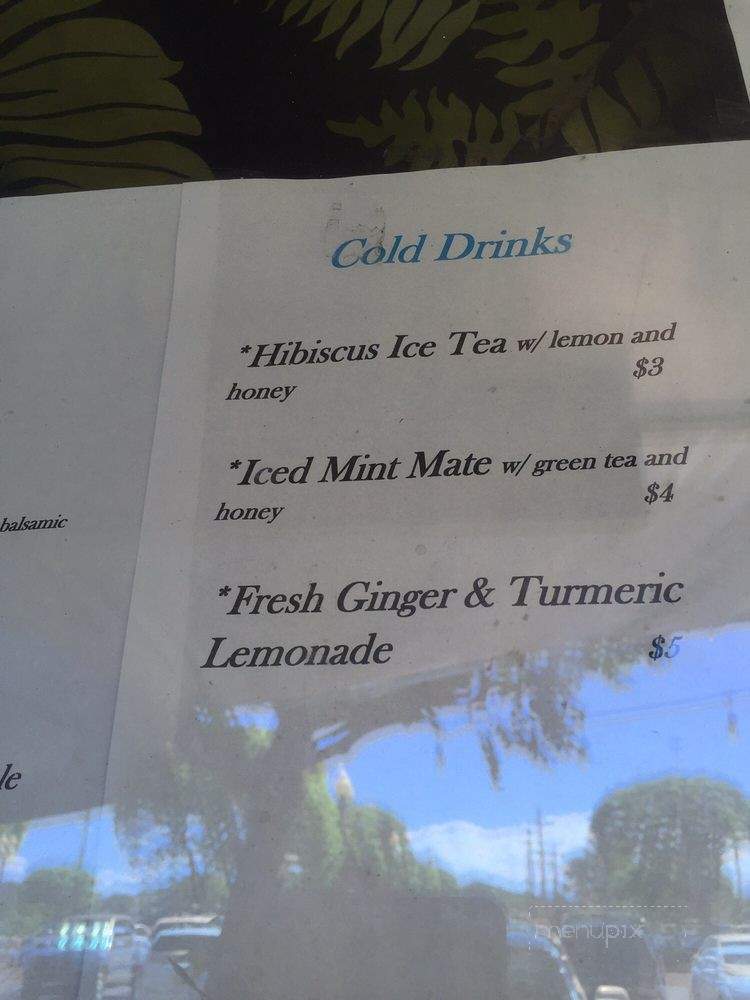 Cold Drinks
*Hibiscus Ice Tea w/ lemon and
honey $3
*Iced Mint Mate w/ green tea and
honey $4
balsamic
*Fresh Ginger & Turmeric
Lemonade $5
le
menupix